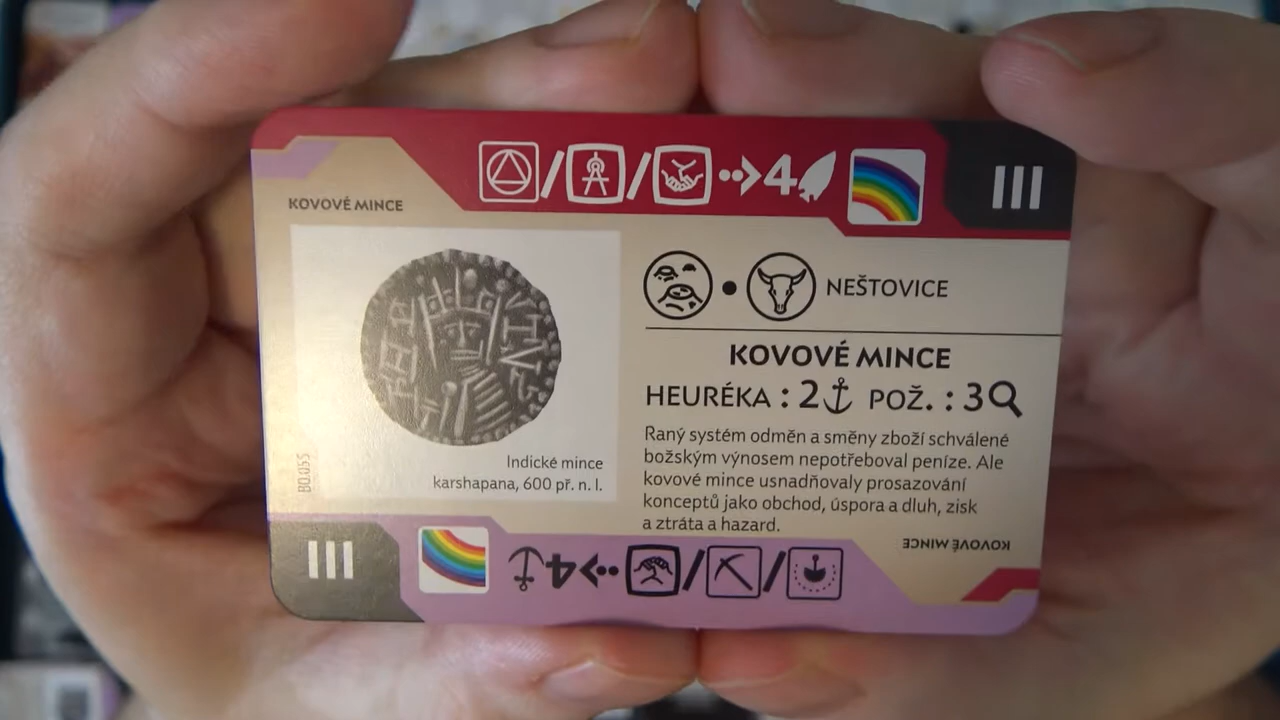 4
III
KOVOVÉ MINCE
NEŠTOVICE
KOVOVÉ MINCE
HEURÉKA : 2 POŽ. : 3
Raný systém odměn a směny zboží schválené
božským výnosem nepotřeboval peníze. Ale
kovové mince usnadňovaly prosazování
konceptů jako obchod, úspora a dluh, zisk
a ztráta a hazard.
Indické mince
karshapana, 600 př. n. l.
BO.055
KOVOVÉ MINCE
III
4